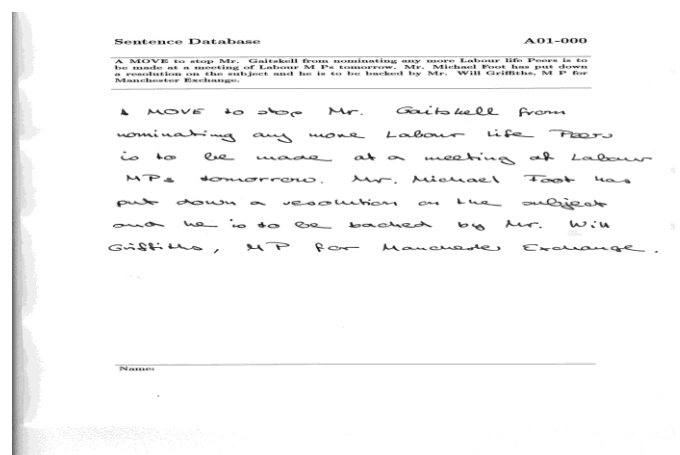 Sentence Database A01-000
A MOVE to stop Mr. Gaitskell from nominating any more Labour life Peers is to
be made at a meeting of Labour M Ps tomorrow. Mr. Michael Foot has put down
a resolution on the subject and he is to be backed by Mr. Will Griffiths, M P for
Manchester Exchange.
A MOVE to stop Mr. Gaitskell from
nominating any more Labour life Peers
is to be made at a meeting of Labour
MPs tomorrow. Mr. Michael Foot has
put down a resolution on the subject
and he is to be backed by Mr. Will
Griffiths, MP for Manchester Exchange.
Name: